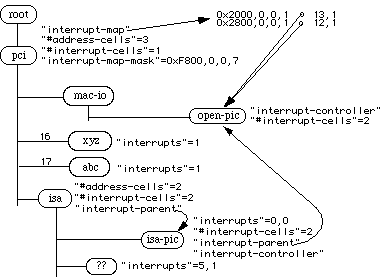 root
"interrupt-map"
0x2000,0,0,1 13,1
0x2800,0,0,1 12,1
"#address-cells"=3
pci
"#interrupt-cells"=1
"interrupt-map-mask"=0xF800,0,0,7
mac-io
open-pic
"interrupt-controller"
"#interrupt-cells"=2
16
xyz
"interrupts"=1
17
abc
"interrupts"=1
"#address-cells"=2
isa
"#interrupt-cells"=2
"interrupt-parent"
"interrupts"=0,0
isa-pic
"#interrupt-cells"=2
"interrupt-parent"
"interrupt-controller"
??
"interrupts"=5,1